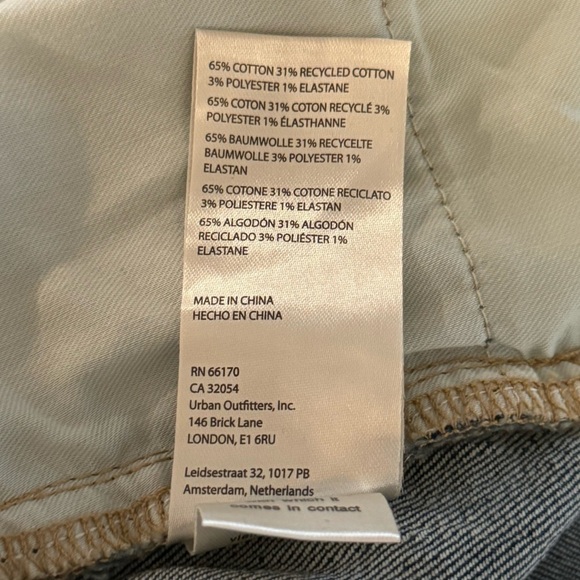 65% COTTON 31% RECYCLED COTTON
3% POLYESTER 1% ELASTANE
65% COTON 31% COTON RECYCLÉ 3%
POLYESTER 1% ÉLASTHANNE
65% BAUMWOLLE 31% RECYCELTE
BAUMWOLLE 3% POLYESTER 1%
ELASTAN
65% COTONE 31% COTONE RICICLATO
3% POLIESTERE 1% ELASTAN
65% ALGODÓN 31% ALGODÓN
RECICLADO 3% POLIÉSTER 1%
ELASTANE
MADE IN CHINA
HECHO EN CHINA
RN 66170
CA 32054
Urban Outfitters, Inc.
146 Brick Lane
LONDON, E1 6RU
Leidsestraat 32, 1017 PB
Amsterdam, Netherlands
which it
comes in contact